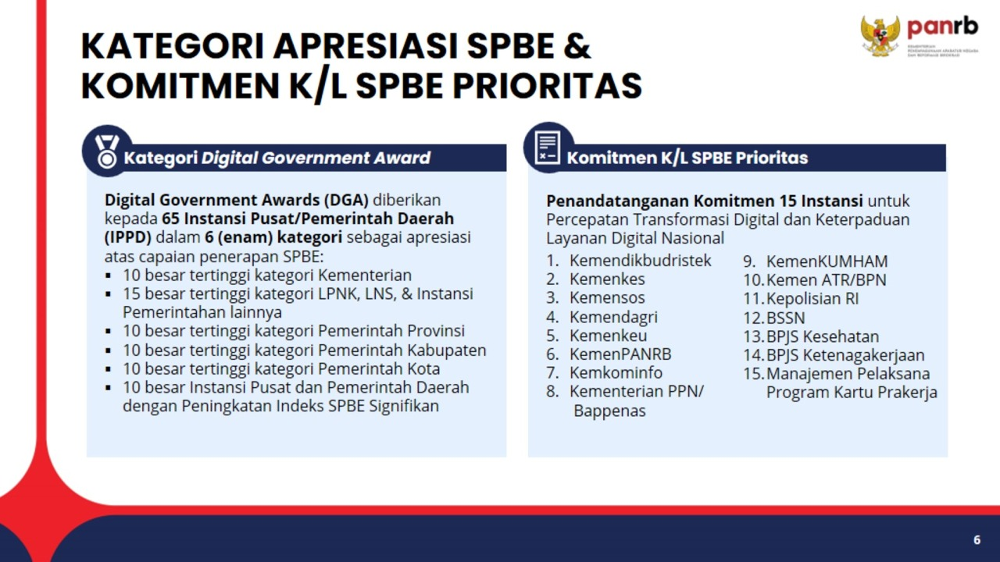 KATEGORI APRESIASI SPBE &
KOMITMEN K/L SPBE PRIORITAS
panrb
KEMENTERIAN
PENDAYAGUNAAN APARATUR NEGARA
DAN REFORMASI BIROKRASI
Kategori Digital Government Award
Digital Government Awards (DGA) diberikan
kepada 65 Instansi Pusat/Pemerintah Daerah
(IPPD) dalam 6 (enam) kategori sebagai apresiasi
atas capaian penerapan SPBE:
▪ 10 besar tertinggi kategori Kementerian
▪ 15 besar tertinggi kategori LPNK, LNS, & Instansi
Pemerintahan lainnya
▪ 10 besar tertinggi kategori Pemerintah Provinsi
▪ 10 besar tertinggi kategori Pemerintah Kabupaten
▪ 10 besar tertinggi kategori Pemerintah Kota
▪ 10 besar Instansi Pusat dan Pemerintah Daerah
dengan Peningkatan Indeks SPBE Signifikan
Komitmen K/L SPBE Prioritas
Penandatanganan Komitmen 15 Instansi untuk
Percepatan Transformasi Digital dan Keterpaduan
Layanan Digital Nasional
1. Kemendikbudristek
2. Kemenkes
3. Kemensos
4. Kemendagri
5. Kemenkeu
6. KemenPANRB
7. Kemkominfo
8. Kementerian PPN/
Bappenas
9. KemenKUMHAM
10. Kemen ATR/BPN
11. Kepolisian RI
12. BSSN
13. BPJS Kesehatan
14. BPJS Ketenagakerjaan
15. Manajemen Pelaksana
Program Kartu Prakerja
6